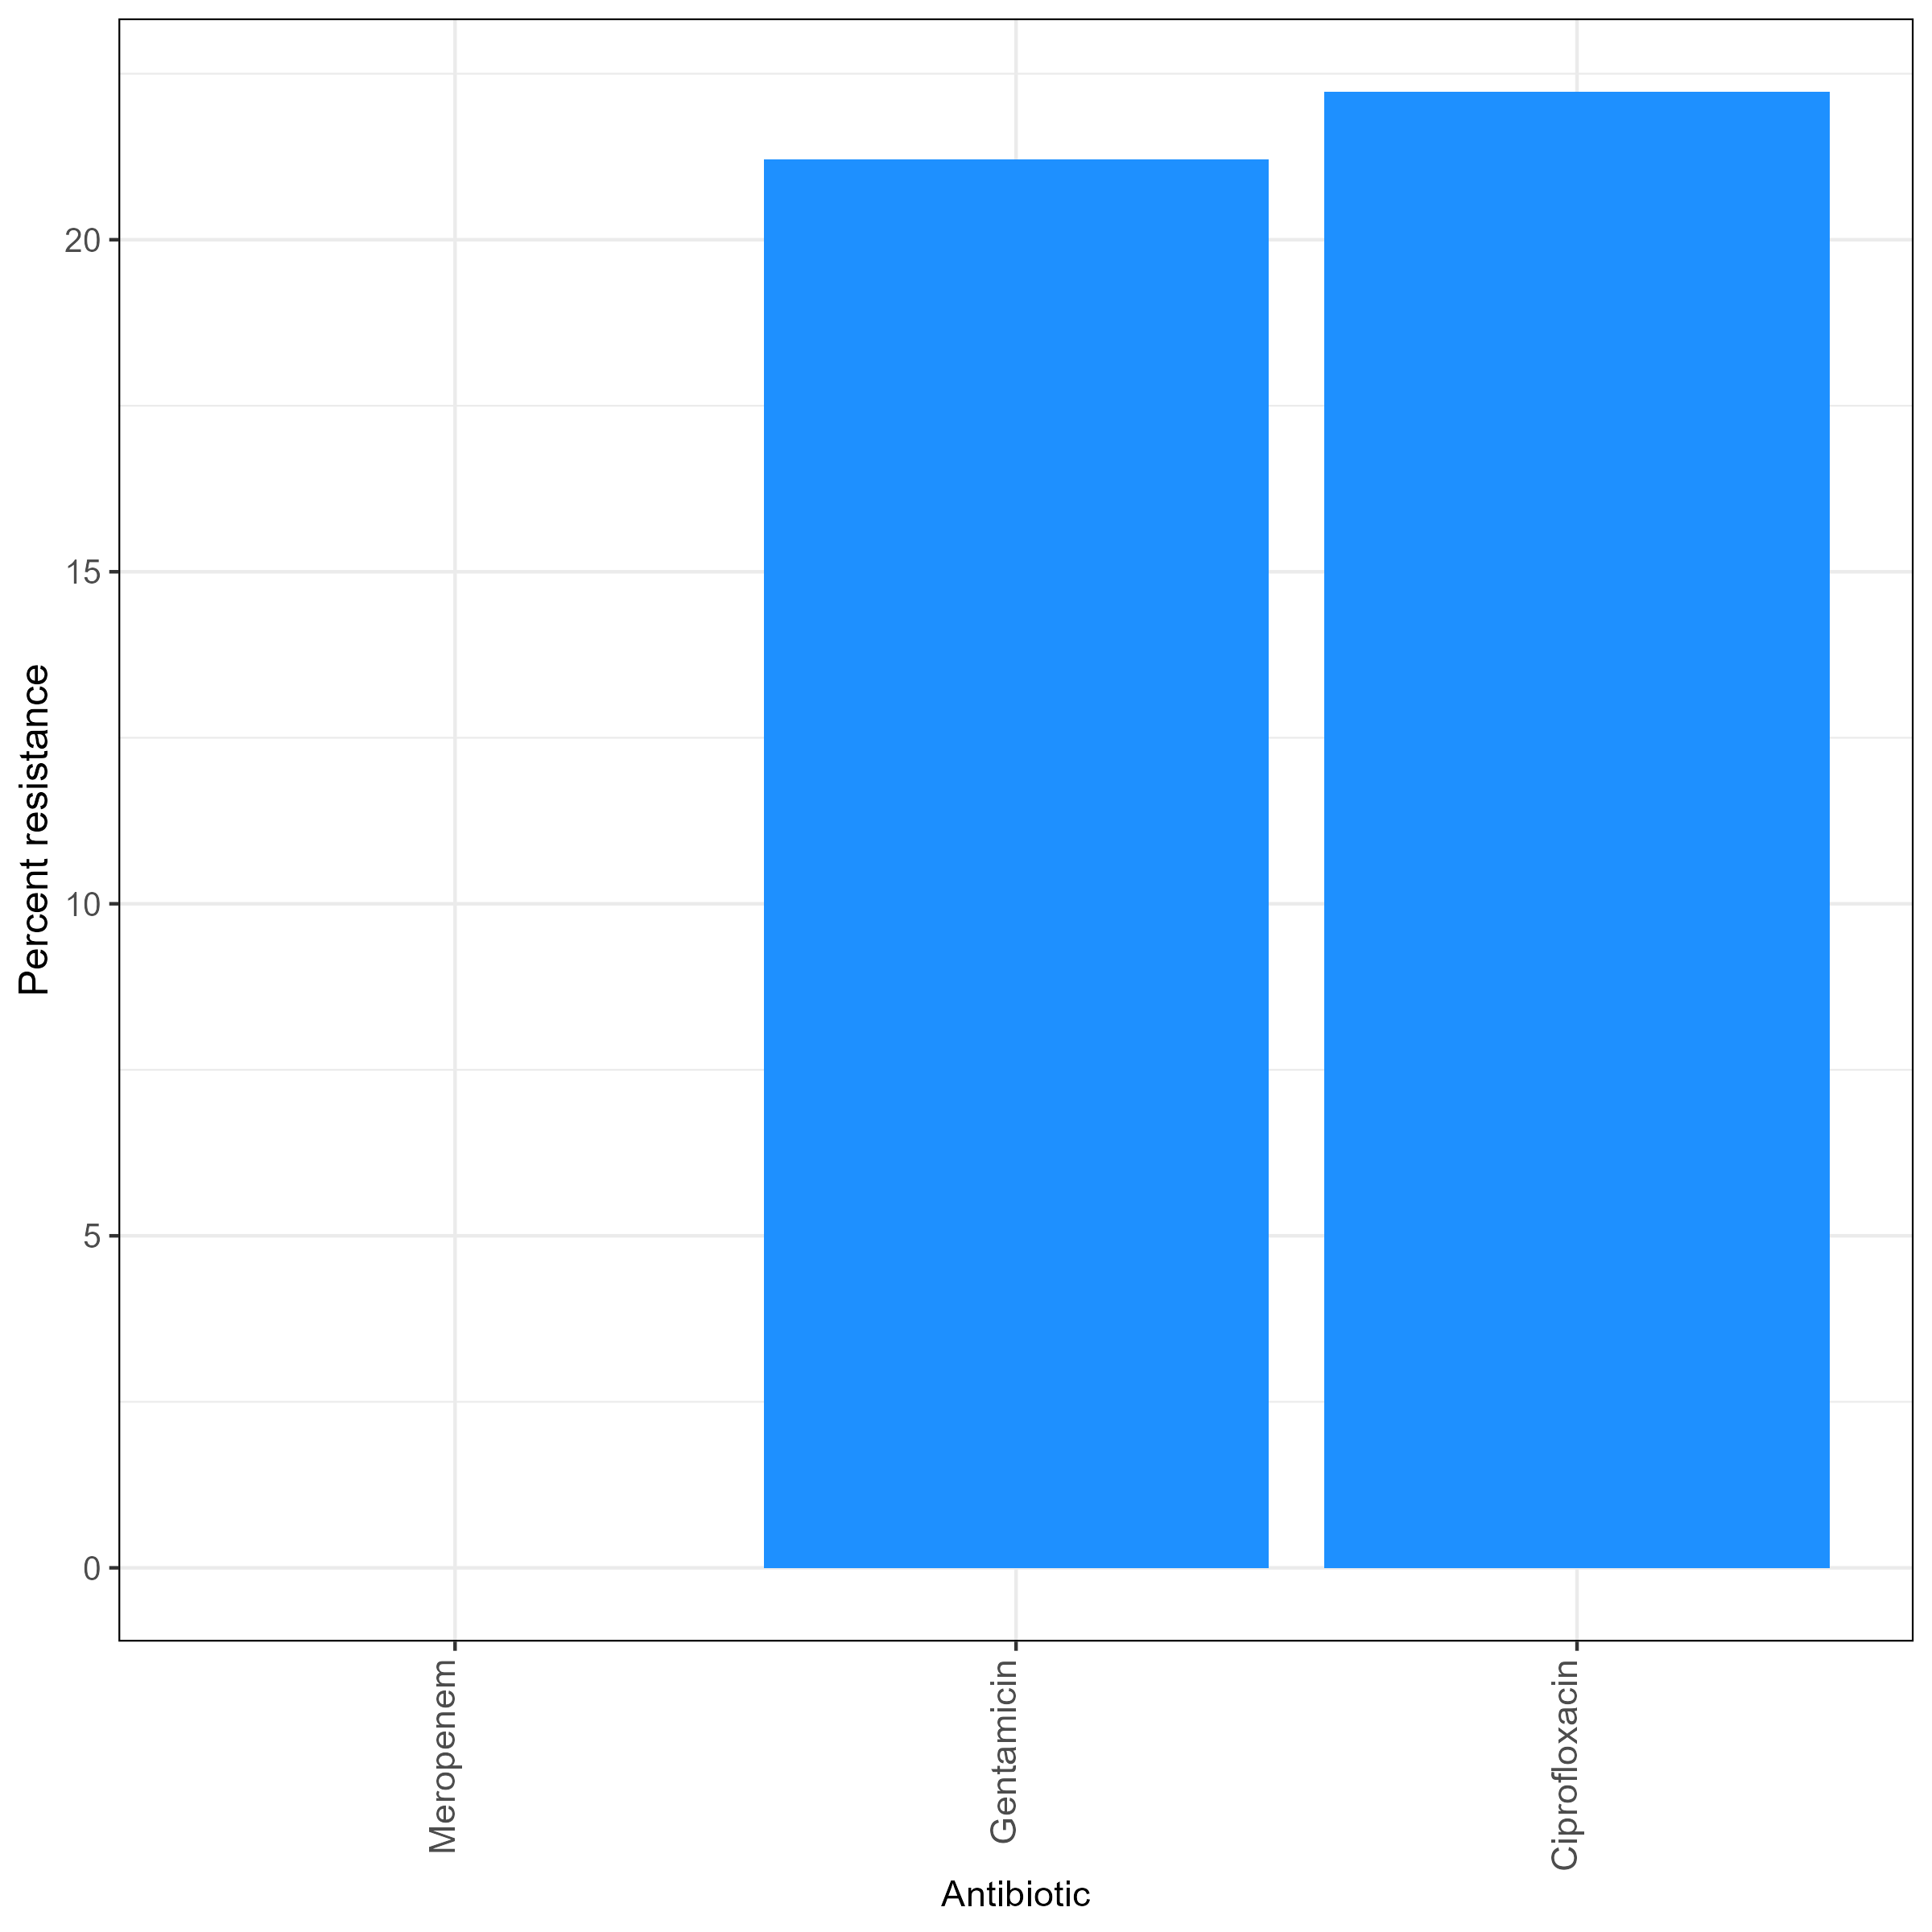 Percent resistance
20
15
10
5
0
Meropenem
Gentamicin
Ciprofloxacin
Antibiotic